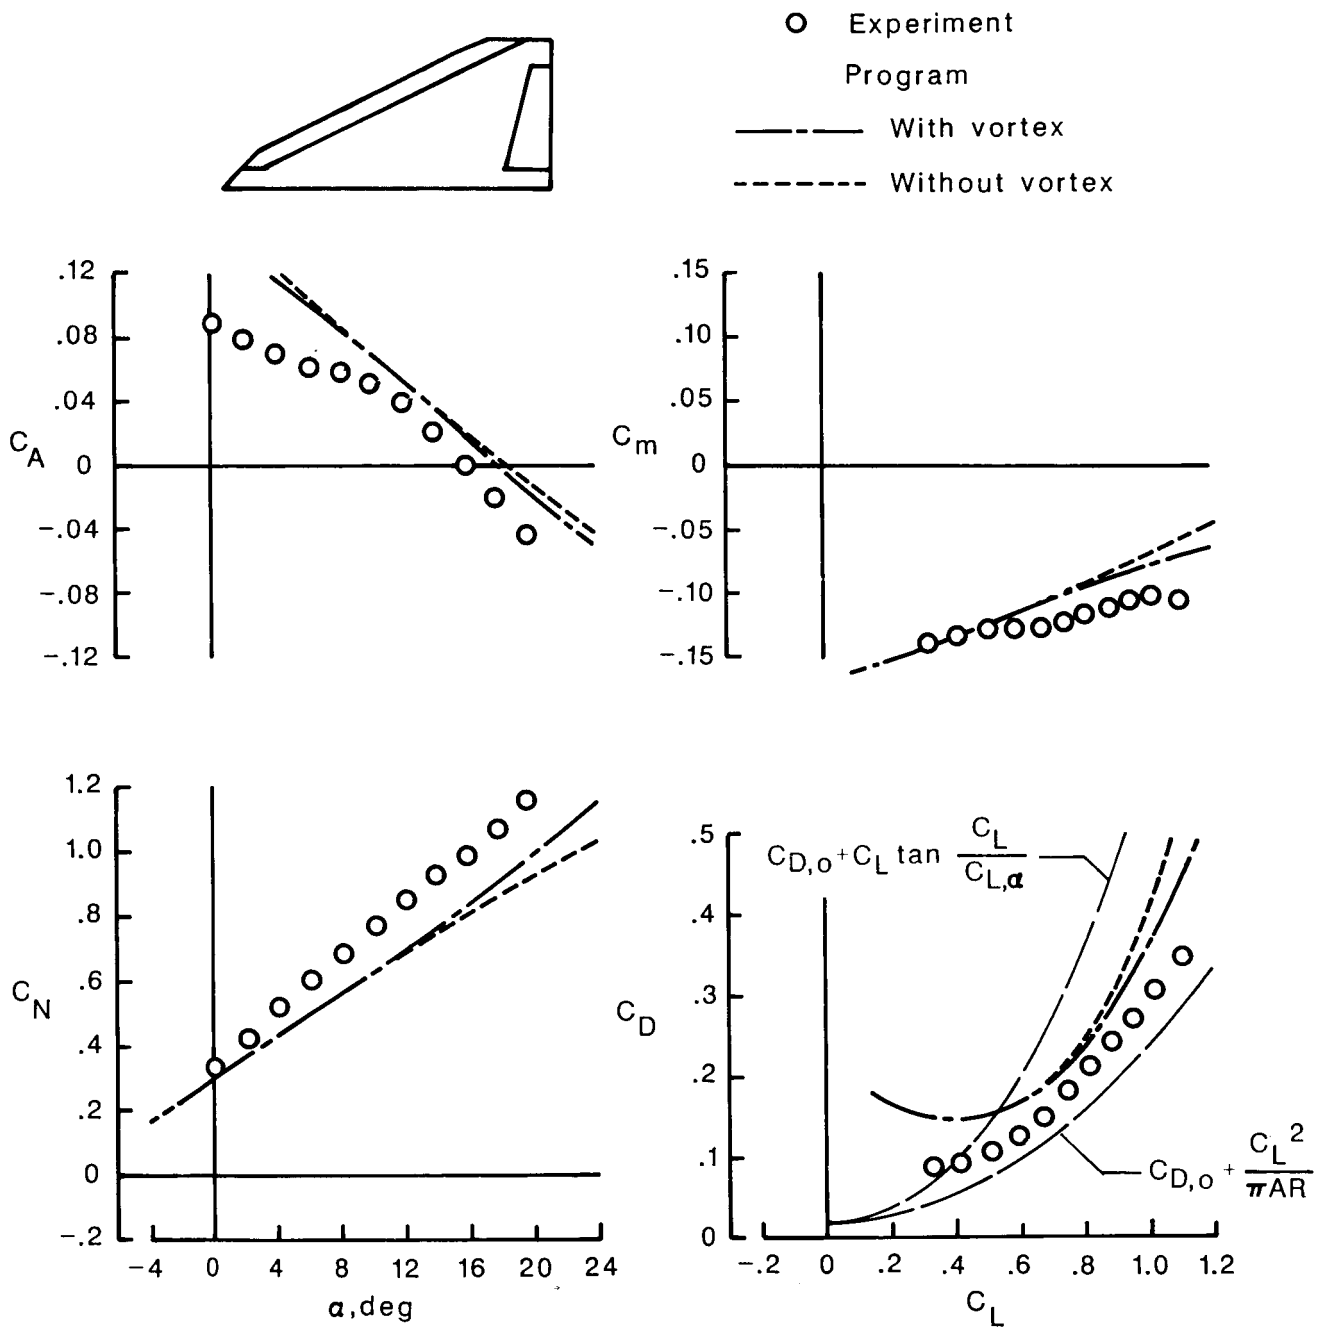 Experiment
Program
With vortex
Without vortex
.12
.08
.04
0
-.04
-.08
-.12
C_A
.15
.10
.05
0
-.05
-.10
-.15
C_m
1.2
1.0
.8
.6
.4
.2
0
-.2
C_N
-4 0 4 8 12 16 20 24
α,deg
.5
.4
.3
.2
.1
0
C_D
C_D,o + C_L tan C_L / C_L,α
C_D,o + C_L² / πAR
-.2 0 .2 .4 .6 .8 1.0 1.2
C_L